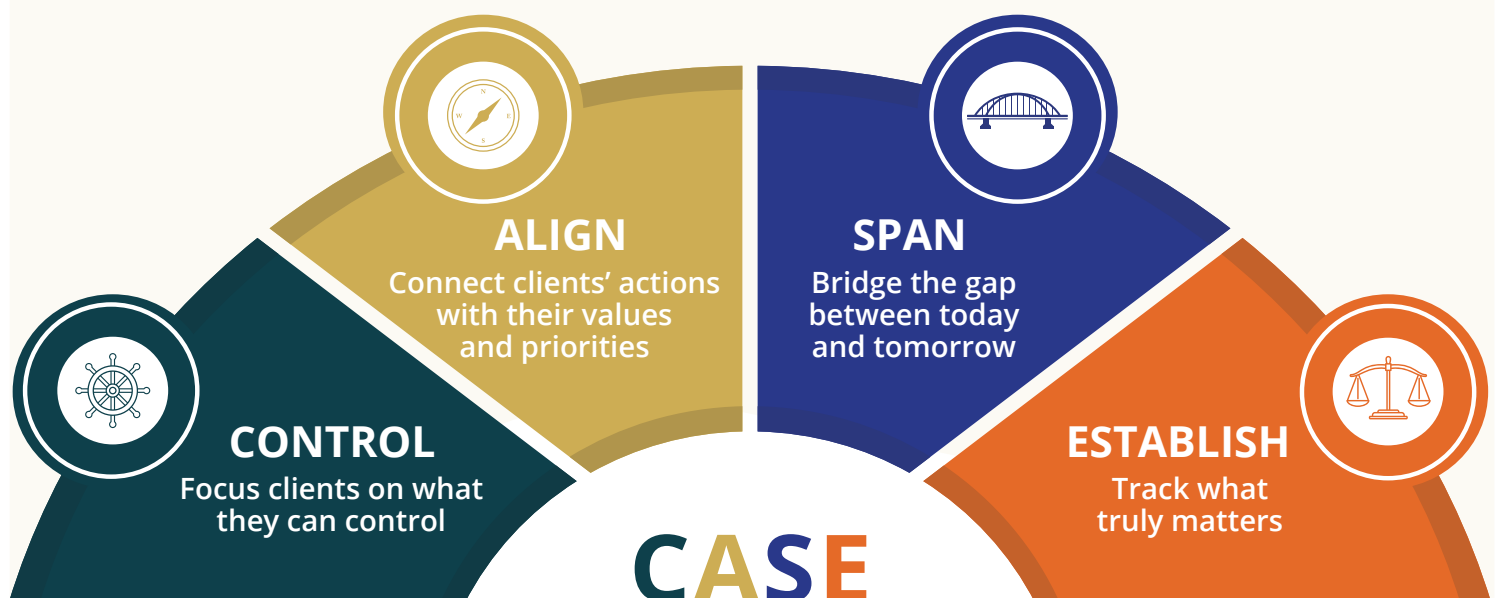 CONTROL
Focus clients on what
they can control
N
W
E
S
ALIGN
Connect clients’ actions
with their values
and priorities
SPAN
Bridge the gap
between today
and tomorrow
ESTABLISH
Track what
truly matters
CASE